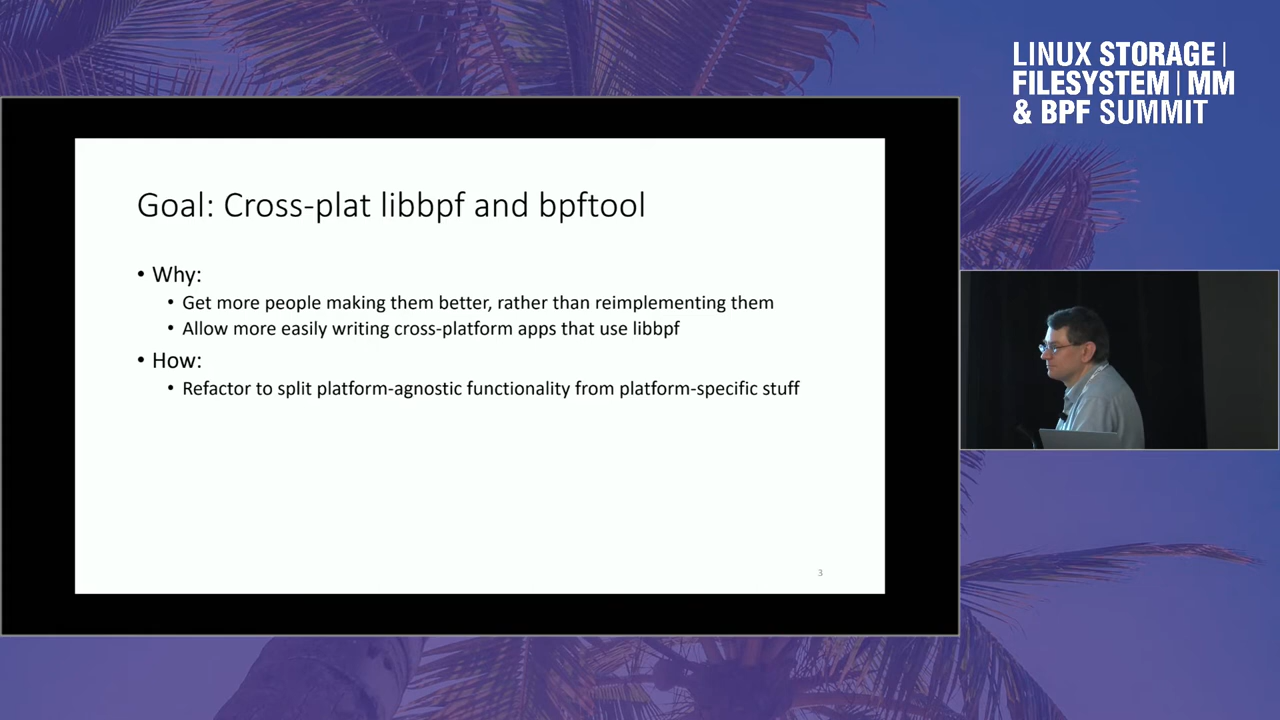 LINUX STORAGE |
FILESYSTEM | MM
& BPF SUMMIT
Goal: Cross-plat libbpf and bpftool
• Why:
• Get more people making them better, rather than reimplementing them
• Allow more easily writing cross-platform apps that use libbpf
• How:
• Refactor to split platform-agnostic functionality from platform-specific stuff
3